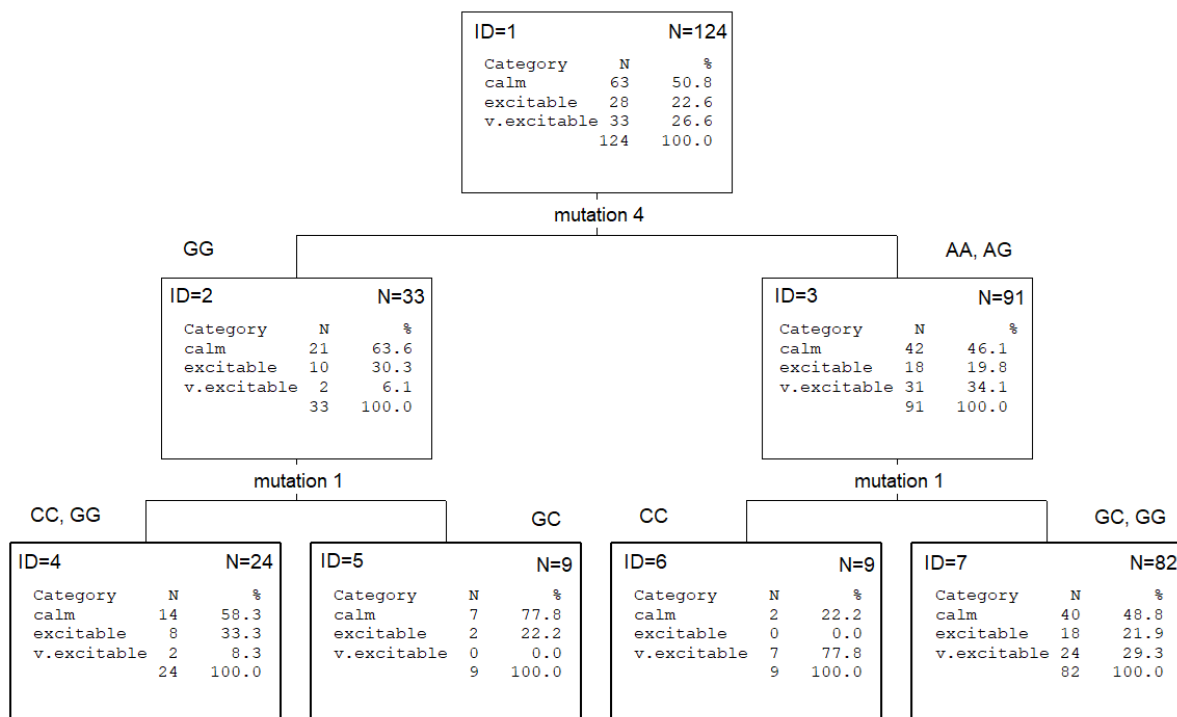 ID=1 N=124
Category N %
calm 63 50.8
excitable 28 22.6
v.excitable 33 26.6
124 100.0
mutation 4
GG
AA, AG
ID=2 N=33
Category N %
calm 21 63.6
excitable 10 30.3
v.excitable 2 6.1
33 100.0
mutation 1
ID=3 N=91
Category N %
calm 42 46.1
excitable 18 19.8
v.excitable 31 34.1
91 100.0
mutation 1
CC, GG
GC
CC
GC, GG
ID=4 N=24
Category N %
calm 14 58.3
excitable 8 33.3
v.excitable 2 8.3
24 100.0
ID=5 N=9
Category N %
calm 7 77.8
excitable 2 22.2
v.excitable 0 0.0
9 100.0
ID=6 N=9
Category N %
calm 2 22.2
excitable 0 0.0
v.excitable 7 77.8
9 100.0
ID=7 N=82
Category N %
calm 40 48.8
excitable 18 21.9
v.excitable 24 29.3
82 100.0